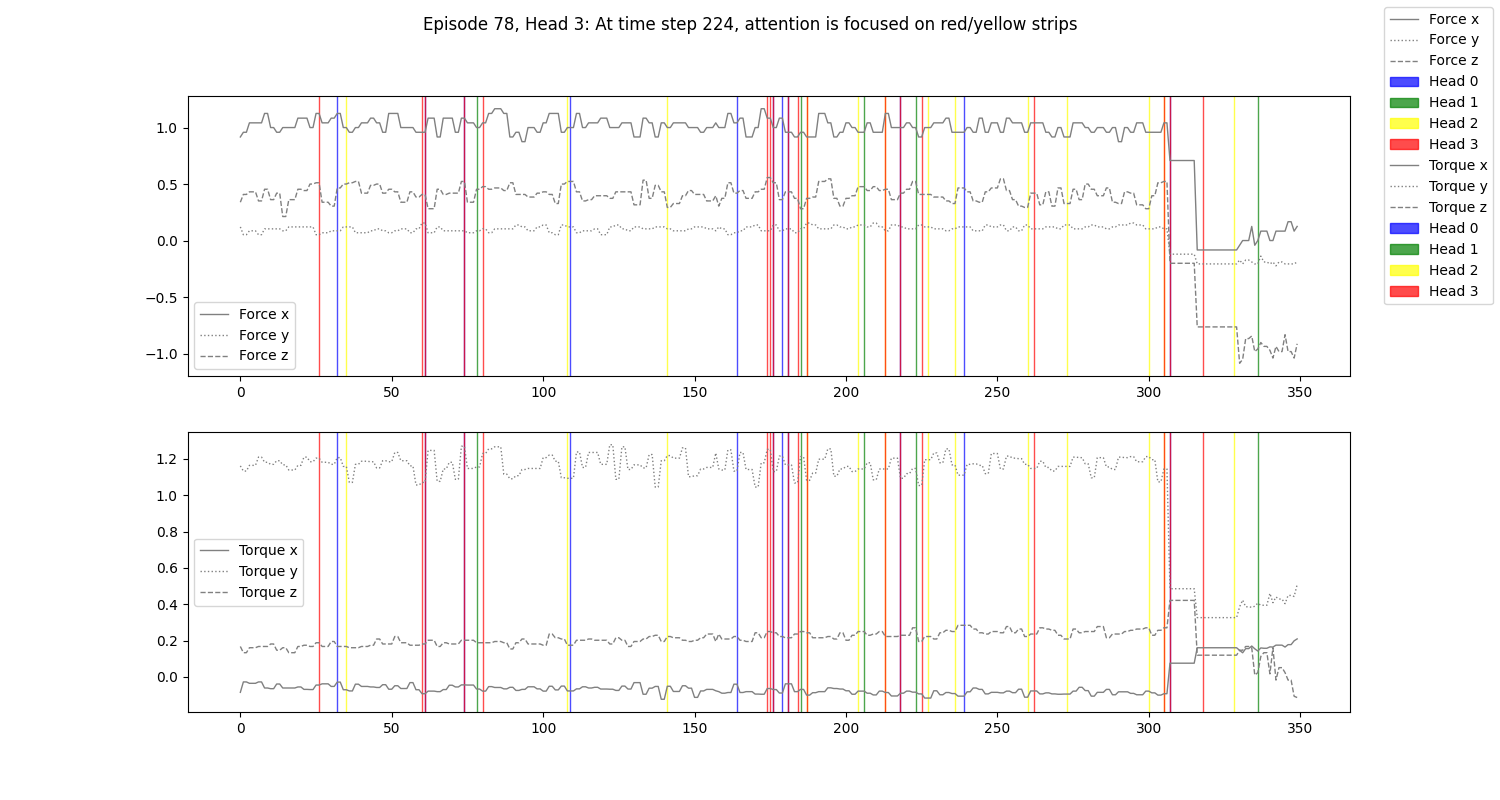 Episode 78, Head 3: At time step 224, attention is focused on red/yellow strips
Force x
Force y
Force z
Head 0
Head 1
Head 2
Head 3
Torque x
Torque y
Torque z
Head 0
Head 1
Head 2
Head 3
1.0
0.5
0.0
−0.5
−1.0
Force x
Force y
Force z
0 50 100 150 200 250 300 350
1.2
1.0
0.8
0.6
0.4
0.2
0.0
Torque x
Torque y
Torque z
0 50 100 150 200 250 300 350